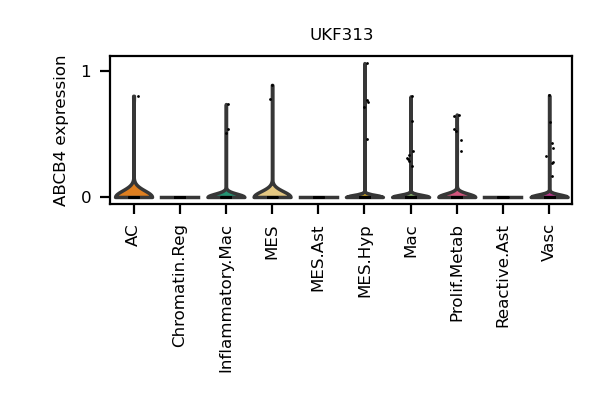 UKF313
ABCB4 expression
1
0
AC
Chromatin.Reg
Inflammatory.Mac
MES
MES.Ast
MES.Hyp
Mac
Prolif.Metab
Reactive.Ast
Vasc